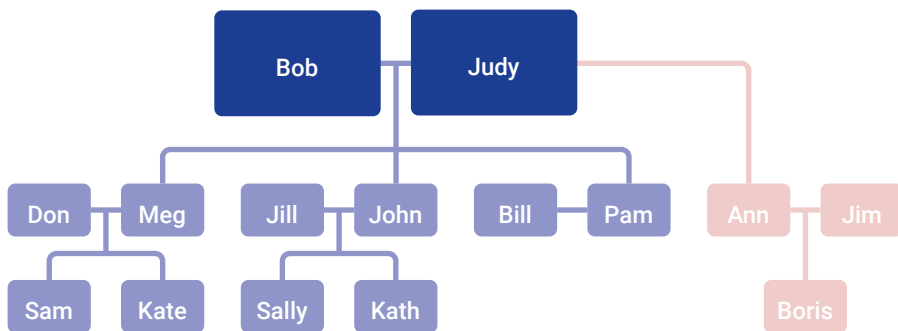 Bob
Judy
Don
Meg
Jill
John
Bill
Pam
Ann
Jim
Sam
Kate
Sally
Kath
Boris